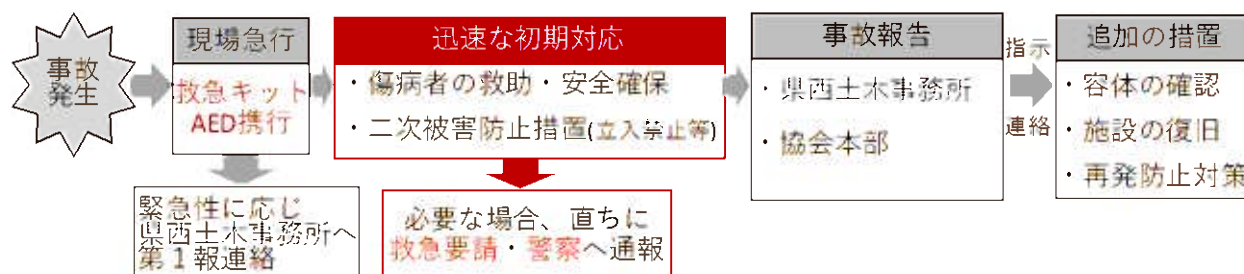 事故
発生
現場急行
救急キット
AED携行
緊急性に応じ
県西土木事務所へ
第1報連絡
迅速な初期対応
・傷病者の救助・安全確保
・二次被害防止措置(立入禁止等)
必要な場合、直ちに
救急要請・警察へ通報
事故報告
・県西土木事務所
・協会本部
指示
連絡
追加の措置
・容体の確認
・施設の復旧
・再発防止対策